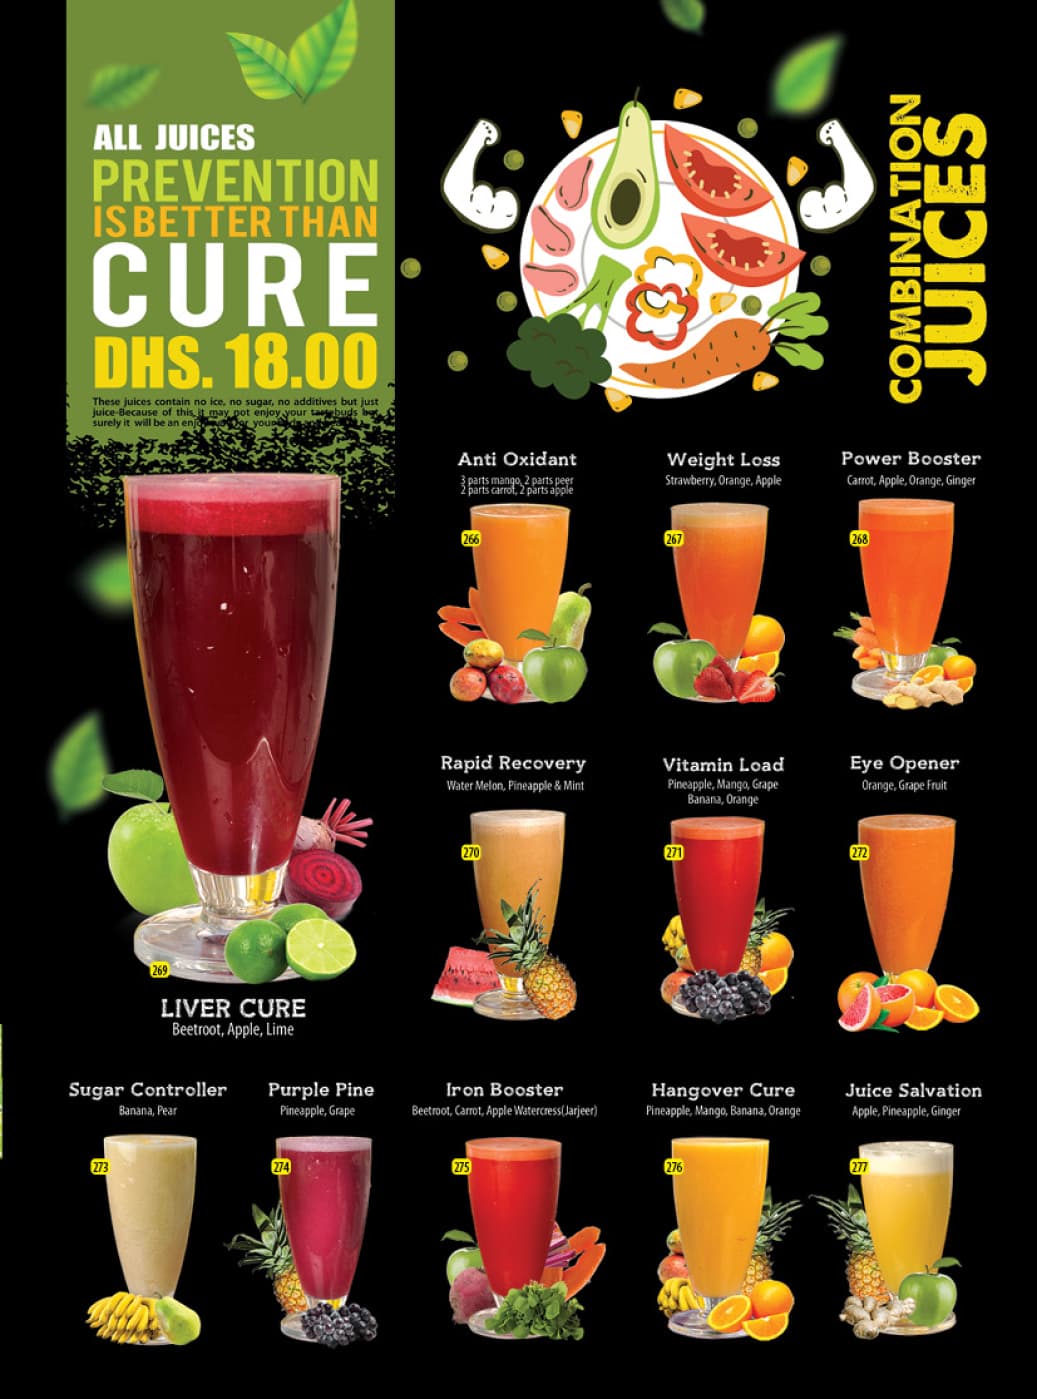 ALL JUICES
PREVENTION
IS BETTER THAN
CURE
DHS. 18.00
These juices contain no ice, no sugar, no additives but just
juice-Because of this it may not enjoy your tastebuds but
surely it will be an your
COMBINATION
JUICES
Anti Oxidant
3 parts mango, 2 parts peer
2 parts carrot, 2 parts apple
266
Weight Loss
Strawberry, Orange, Apple
267
Power Booster
Carrot, Apple, Orange, Ginger
268
269
LIVER CURE
Beetroot, Apple, Lime
Rapid Recovery
Water Melon, Pineapple & Mint
270
Vitamin Load
Pineapple, Mango, Grape
Banana, Orange
271
Eye Opener
Orange, Grape Fruit
272
Sugar Controller
Banana, Pear
273
Purple Pine
Pineapple, Grape
274
Iron Booster
Beetroot, Carrot, Apple Watercress(Jarjeer)
275
Hangover Cure
Pineapple, Mango, Banana, Orange
276
Juice Salvation
Apple, Pineapple, Ginger
277